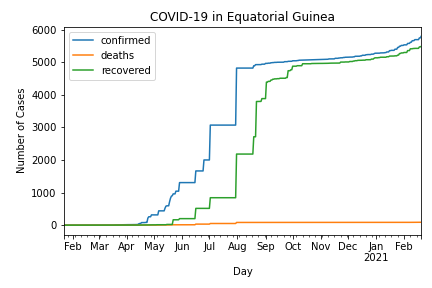 COVID-19 in Equatorial Guinea
confirmed
deaths
recovered
Number of Cases
6000
5000
4000
3000
2000
1000
0
Feb Mar Apr May Jun Jul Aug Sep Oct Nov Dec Jan Feb
2021
Day